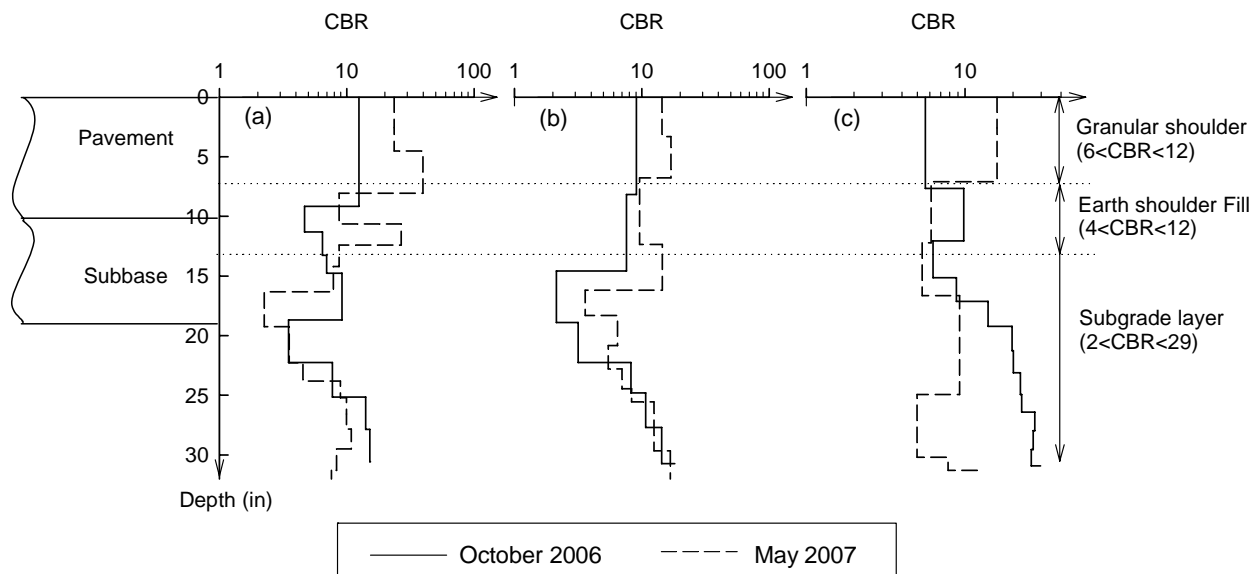 CBR CBR CBR
1 10 100 1 10 100 1 10
0
(a) (b) (c)
Granular shoulder
(6<CBR<12)
Pavement
5
Earth shoulder Fill
(4<CBR<12)
10
Subbase
15
Subgrade layer
(2<CBR<29)
20
25
30
Depth (in)
October 2006 May 2007